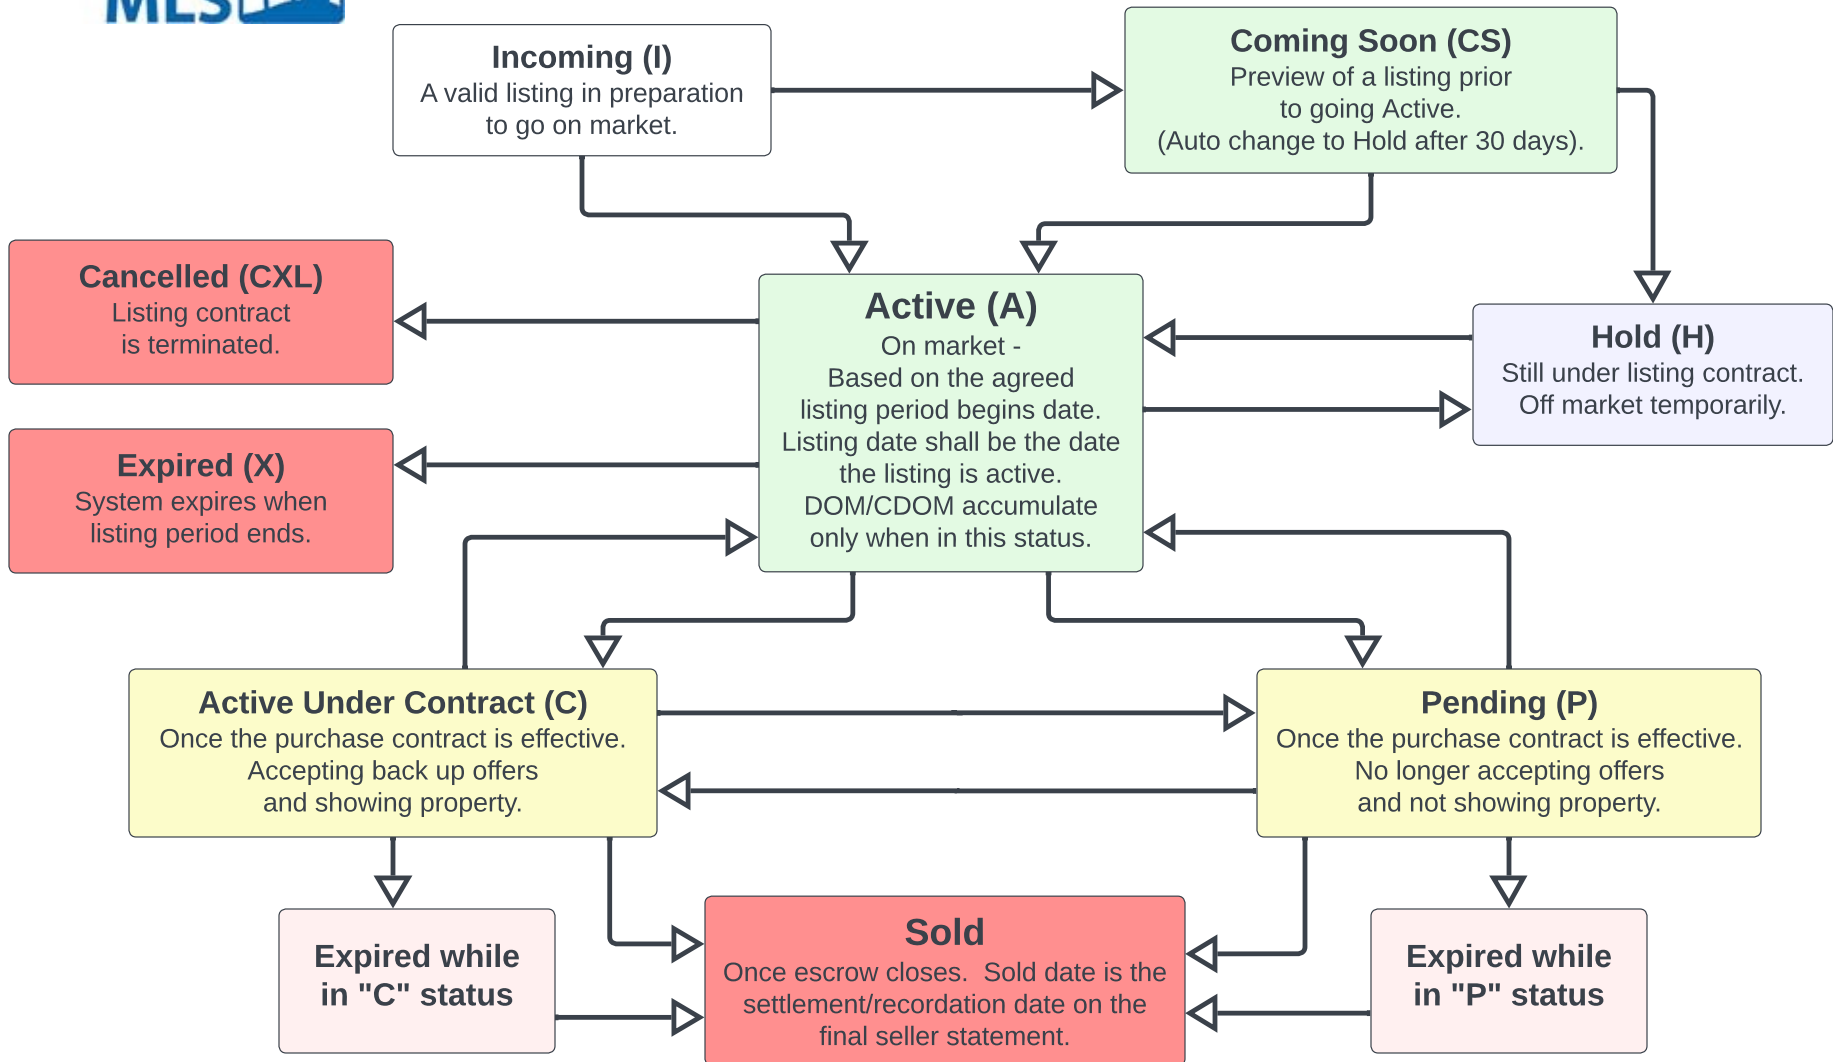 MLS
Incoming (I)
A valid listing in preparation
to go on market.
Coming Soon (CS)
Preview of a listing prior
to going Active.
(Auto change to Hold after 30 days).
Cancelled (CXL)
Listing contract
is terminated.
Active (A)
On market -
Based on the agreed
listing period begins date.
Listing date shall be the date
the listing is active.
DOM/CDOM accumulate
only when in this status.
Hold (H)
Still under listing contract.
Off market temporarily.
Expired (X)
System expires when
listing period ends.
Active Under Contract (C)
Once the purchase contract is effective.
Accepting back up offers
and showing property.
Pending (P)
Once the purchase contract is effective.
No longer accepting offers
and not showing property.
Expired while
in "C" status
Sold
Once escrow closes.  Sold date is the
settlement/recordation date on the
final seller statement.
Expired while
in "P" status